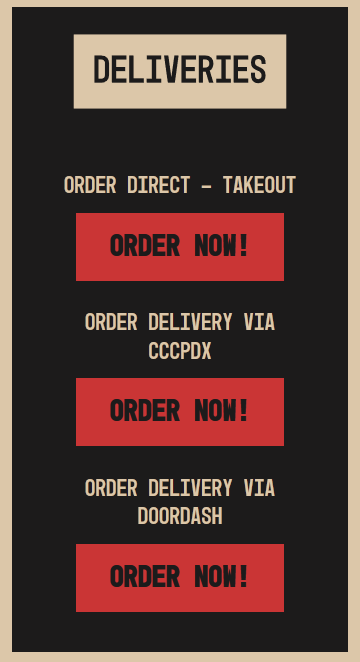 DELIVERIES
ORDER DIRECT – TAKEOUT
ORDER NOW!
ORDER DELIVERY VIA
CCCPDX
ORDER NOW!
ORDER DELIVERY VIA
DOORDASH
ORDER NOW!